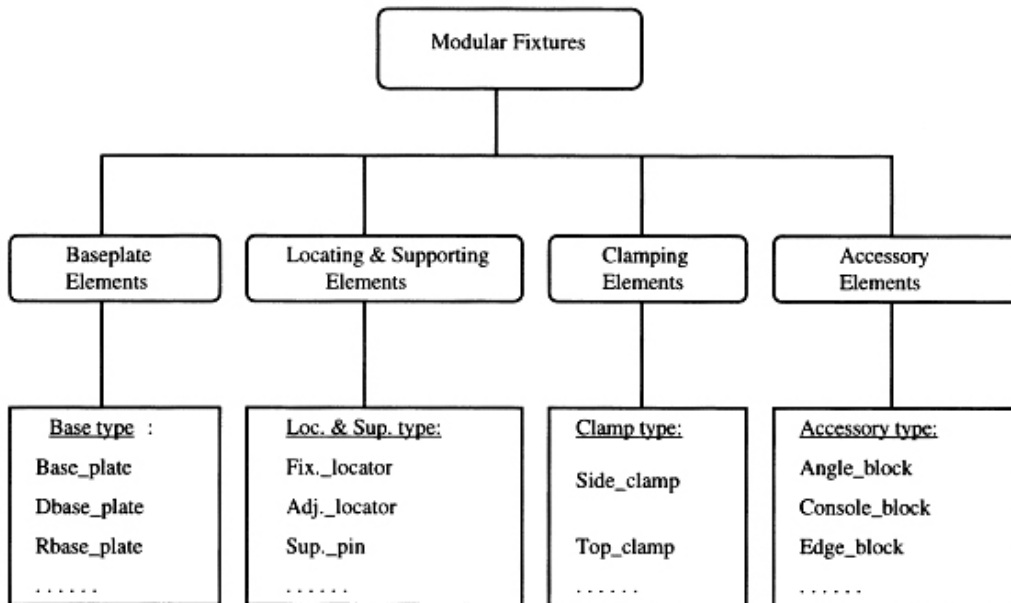 Modular Fixtures
Baseplate
Elements
Locating & Supporting
Elements
Clamping
Elements
Accessory
Elements
Base type :
Base_plate
Dbase_plate
Rbase_plate
. . . . . .
Loc. & Sup. type:
Fix._locator
Adj._locator
Sup._pin
. . . . . .
Clamp type:
Side_clamp
Top_clamp
. . . . . .
Accessory type:
Angle_block
Console_block
Edge_block
. . . . . .